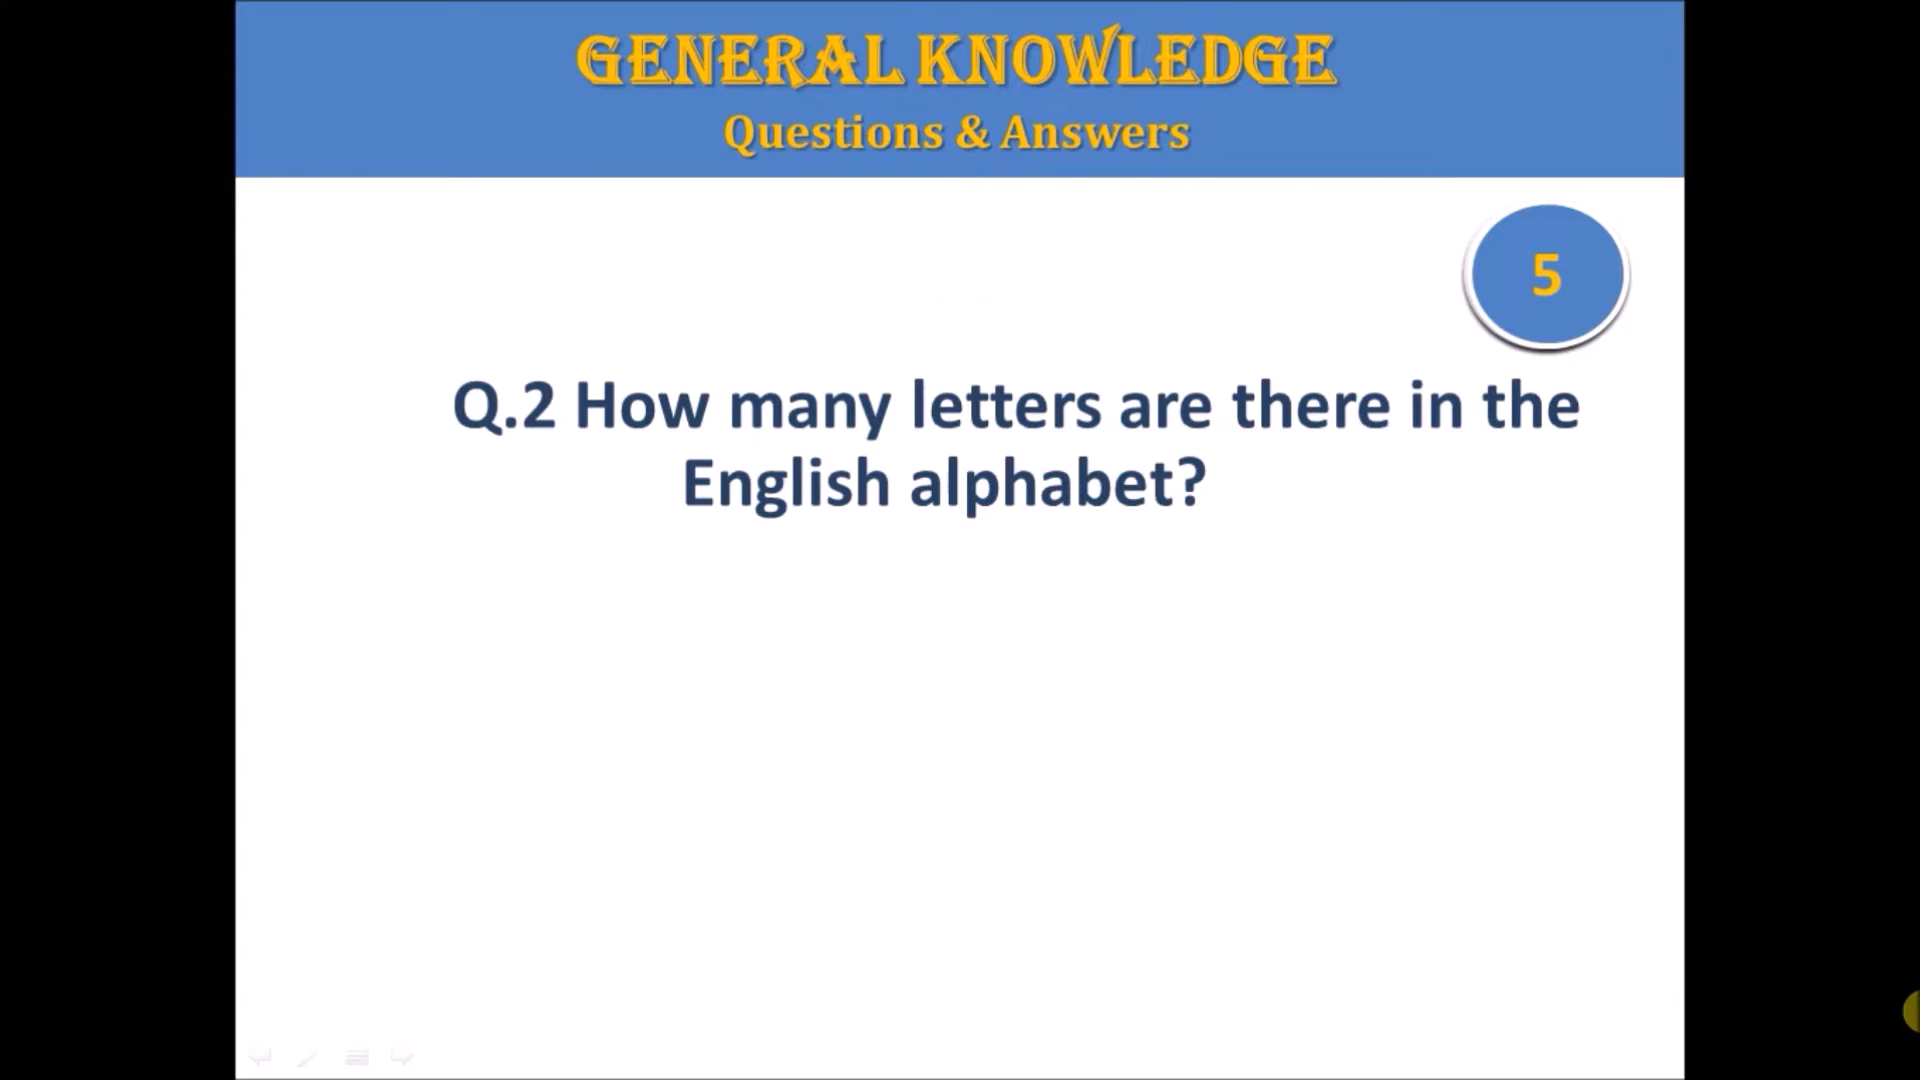 GENERAL KNOWLEDGE
Questions & Answers
5
Q.2 How many letters are there in the
English alphabet?